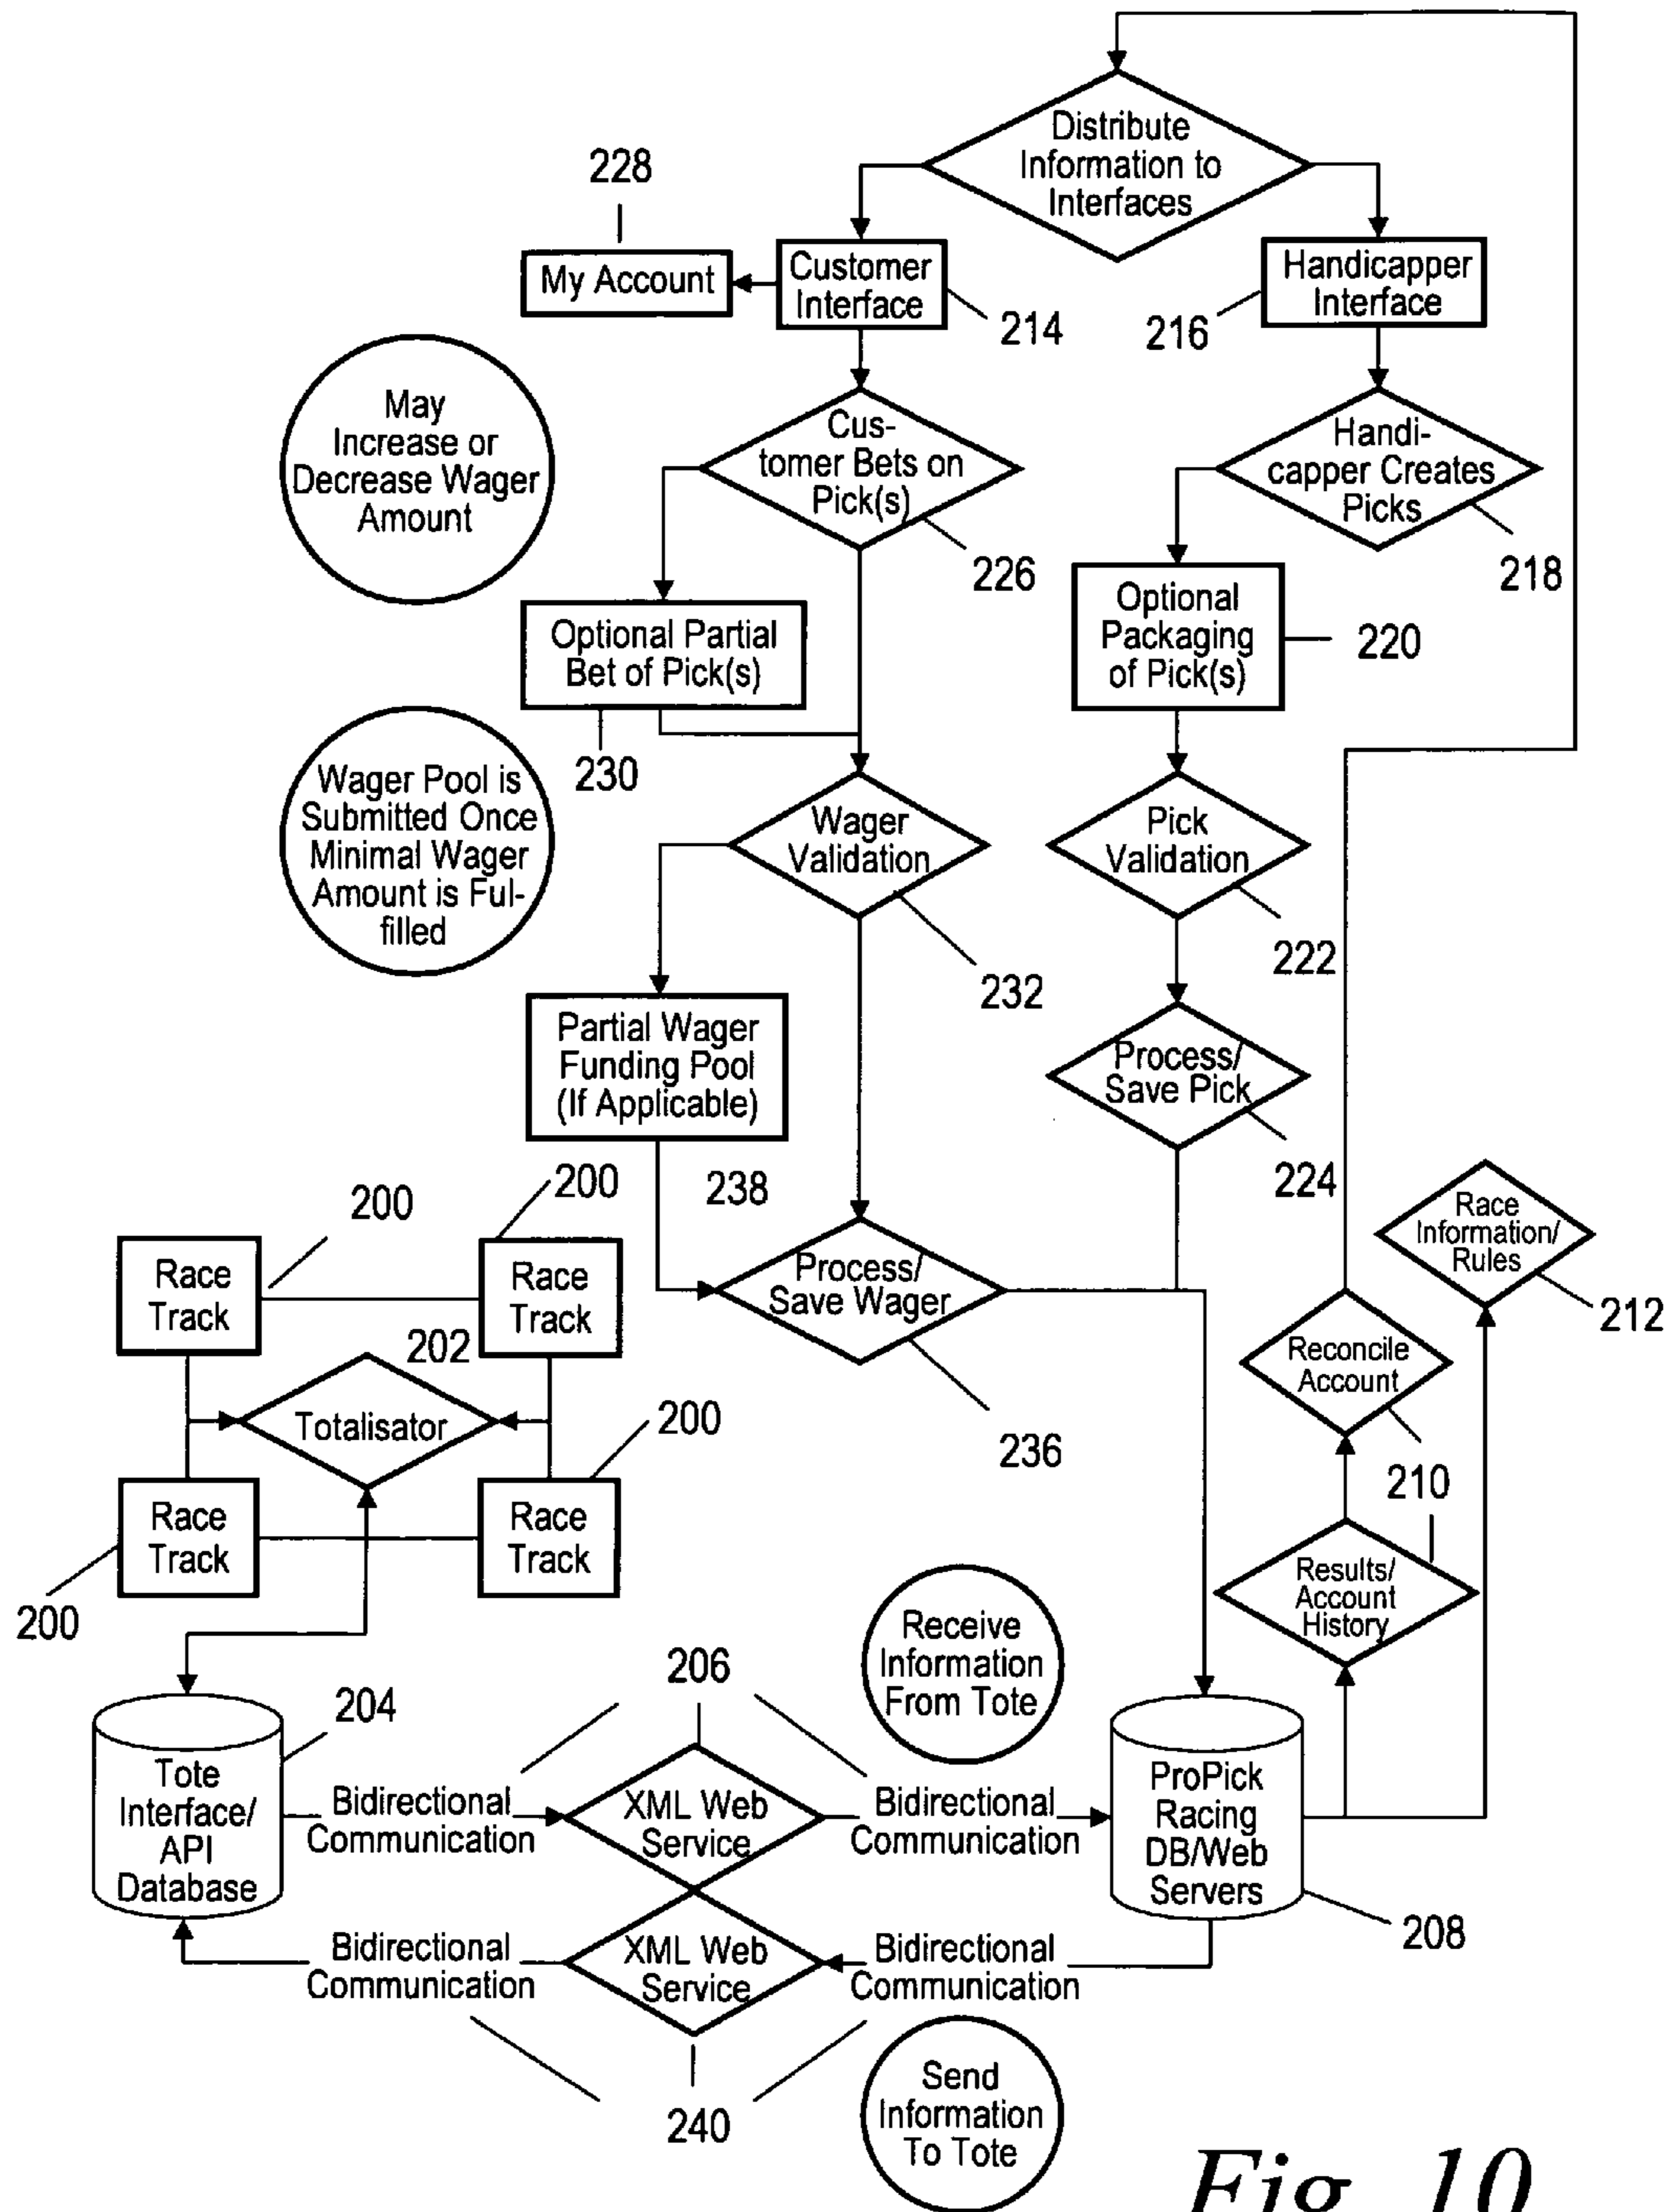 Distribute
Information to
Interfaces
228
My Account
Customer
Interface
214
Handicapper
Interface
216
May
Increase or
Decrease Wager
Amount
Cus-
tomer Bets on
Pick(s)
226
Handi-
capper Creates
Picks
218
Optional Partial
Bet of Pick(s)
230
Optional
Packaging
of Pick(s)
220
Wager Pool is
Submitted Once
Minimal Wager
Amount is Ful-
filled
Wager
Validation
232
Pick
Validation
222
Partial Wager
Funding Pool
(If Applicable)
238
Process/
Save Pick
224
200
200
Race
Track
Race
Track
202
Totalisator
200
Race
Track
Race
Track
200
Process/
Save Wager
236
Race
Information/
Rules
212
Reconcile
Account
210
Results/
Account
History
Receive
Information
From Tote
206
204
Tote
Interface/
API
Database
Bidirectional
Communication
XML Web
Service
Bidirectional
Communication
ProPick
Racing
DB/Web
Servers
208
Bidirectional
Communication
XML Web
Service
Bidirectional
Communication
240
Send
Information
To Tote
Fig. 10